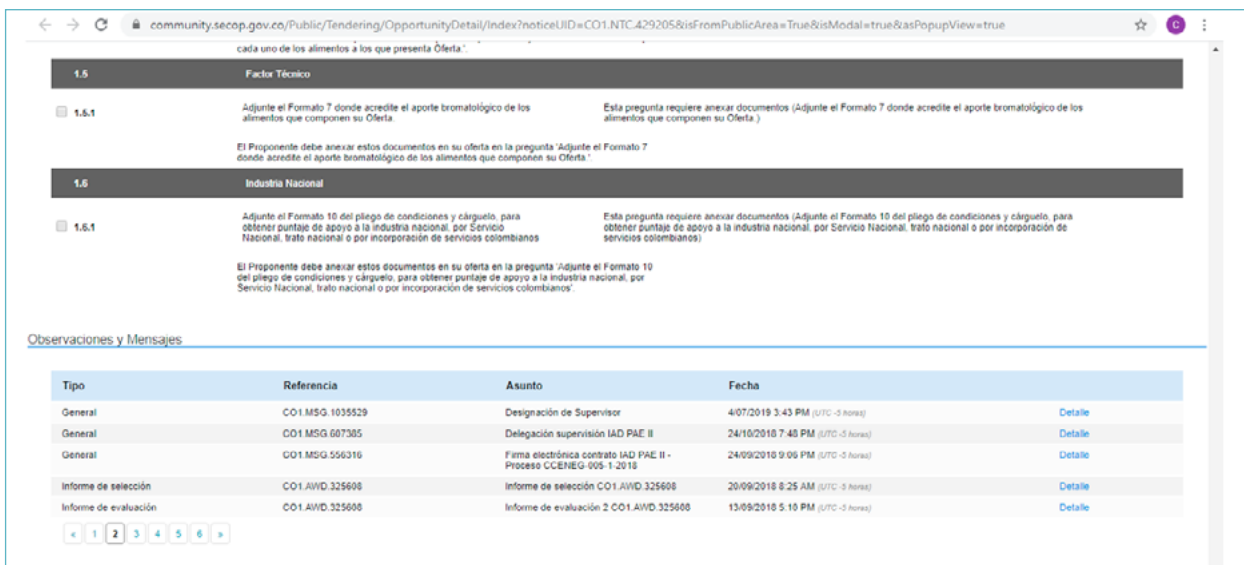 community.secop.gov.co/Public/Tendering/OpportunityDetail/Index?noticeUID=CO1.NTC.429205&isFromPublicArea=True&isModal=true&asPopupView=true
C
cada uno de los alimentos a los que presenta Oferta.'.
1.5 Factor Técnico
1.5.1
Adjunte el Formato 7 donde acredite el aporte bromatológico de los
alimentos que componen su Oferta.
Esta pregunta requiere anexar documentos (Adjunte el Formato 7 donde acredite el aporte bromatológico de los
alimentos que componen su Oferta.)
El Proponente debe anexar estos documentos en su oferta en la pregunta 'Adjunte el Formato 7
donde acredite el aporte bromatológico de los alimentos que componen su Oferta.'.
1.6 Industria Nacional
1.6.1
Adjunte el Formato 10 del pliego de condiciones y cárguelo, para
obtener puntaje de apoyo a la industria nacional, por Servicio
Nacional, trato nacional o por incorporación de servicios colombianos
Esta pregunta requiere anexar documentos (Adjunte el Formato 10 del pliego de condiciones y cárguelo, para
obtener puntaje de apoyo a la industria nacional, por Servicio Nacional, trato nacional o por incorporación de
servicios colombianos)
El Proponente debe anexar estos documentos en su oferta en la pregunta 'Adjunte el Formato 10
del pliego de condiciones y cárguelo, para obtener puntaje de apoyo a la industria nacional, por
Servicio Nacional, trato nacional o por incorporación de servicios colombianos'.
Observaciones y Mensajes
Tipo Referencia Asunto Fecha
General CO1.MSG.1035529 Designación de Supervisor 4/07/2019 3:43 PM (UTC -5 horas) Detalle
General CO1.MSG.607385 Delegación supervisión IAD PAE II 24/10/2018 7:48 PM (UTC -5 horas) Detalle
General CO1.MSG.556316 Firma electrónica contrato IAD PAE II - 24/09/2018 9:06 PM (UTC -5 horas) Detalle
Proceso CCENEG-005-1-2018
Informe de selección CO1.AWD.325608 Informe de selección CO1.AWD.325608 20/09/2018 8:25 AM (UTC -5 horas) Detalle
Informe de evaluación CO1.AWD.325608 Informe de evaluación 2 CO1.AWD.325608 13/09/2018 5:10 PM (UTC -5 horas) Detalle
« 1 2 3 4 5 6 »